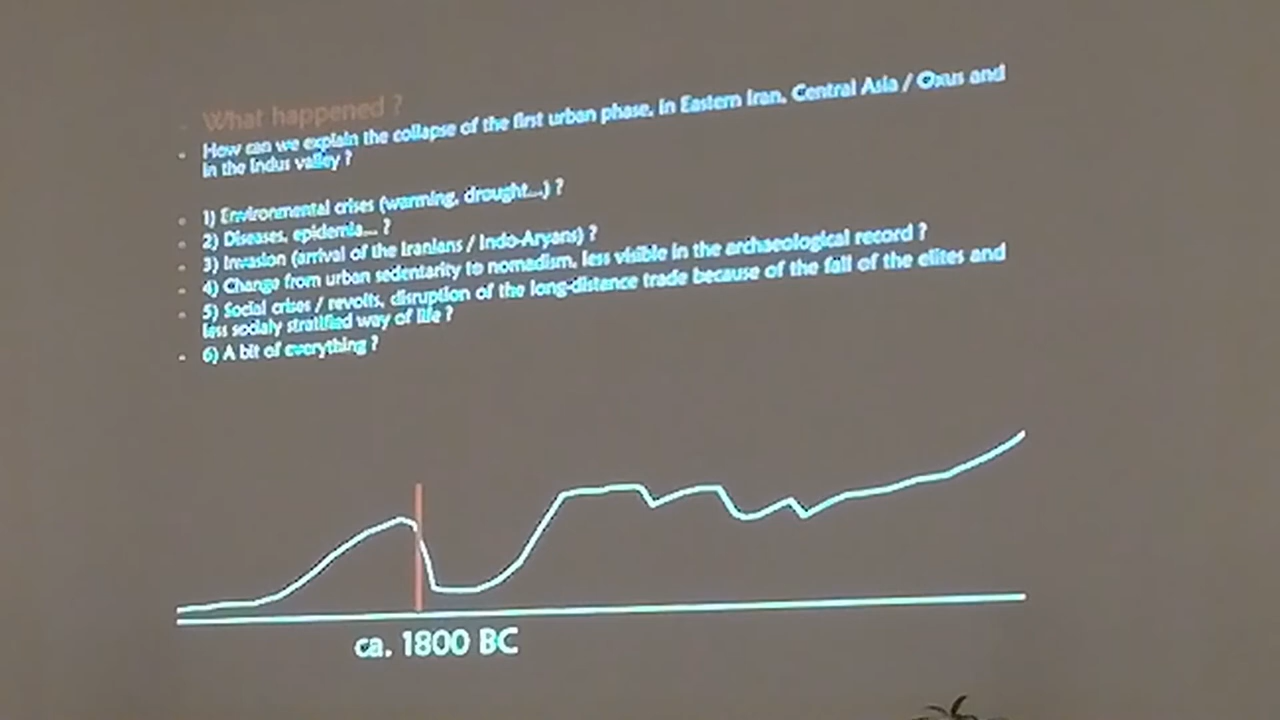 What happened ?
How can we explain the collapse of the first urban phase, in Eastern Iran, Central Asia / Oxus and
in the Indus valley ?
1) Environmental crises (warming, drought...) ?
2) Diseases, epidemia... ?
3) Invasion (arrival of the Iranians / Indo-Aryans) ?
4) Change from urban sedentarity to nomadism, less visible in the archaeological record ?
5) Social crises / revolts, disruption of the long-distance trade because of the fall of the elites and
less socialy stratified way of life ?
6) A bit of everything ?
ca. 1800 BC